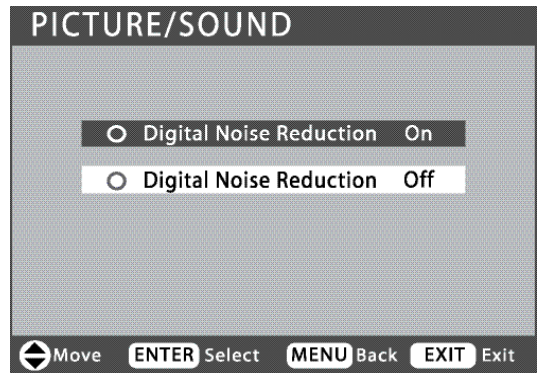 PICTURE/SOUND
Digital Noise Reduction On
Digital Noise Reduction Off
Move ENTER Select MENU Back EXIT Exit